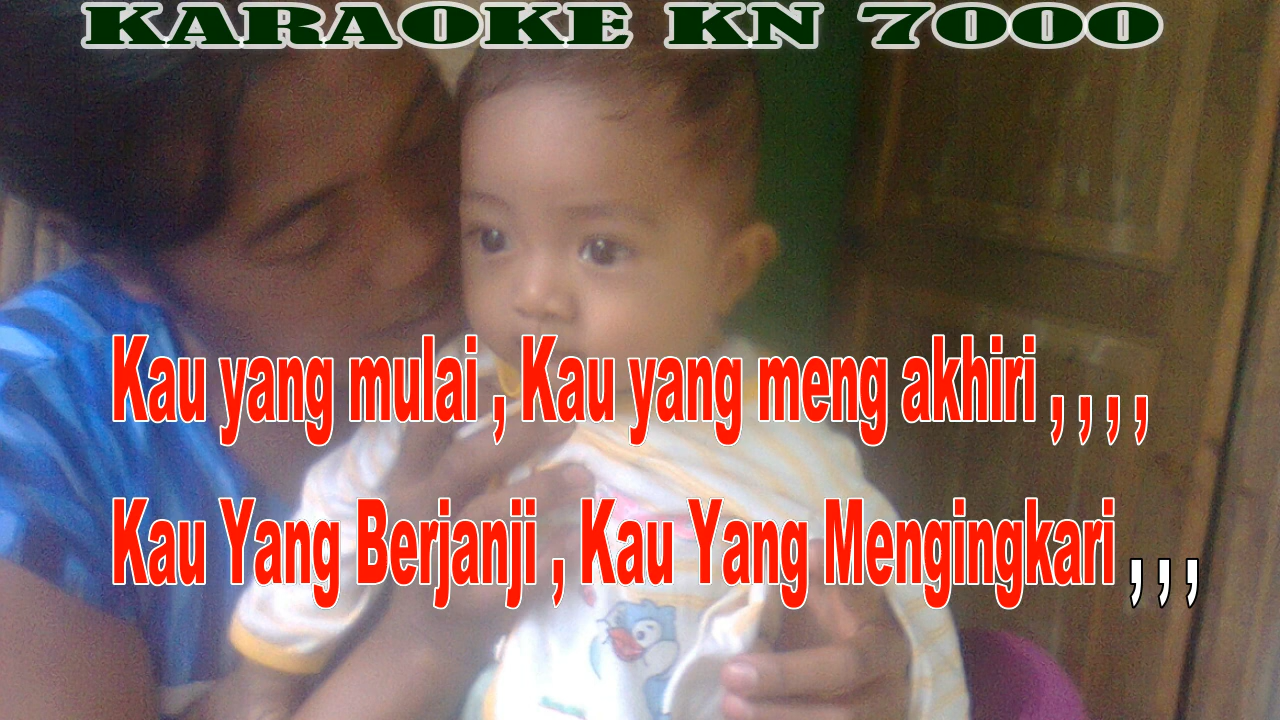 KARAOKE KN 7000
Kau yang mulai , Kau yang meng akhiri , , , ,
Kau Yang Berjanji , Kau Yang Mengingkari , , ,